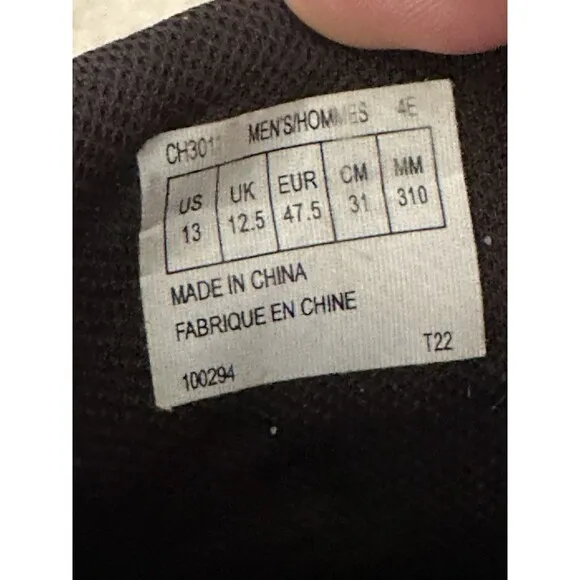 MEN'S/HOMMES 4E
US UK EUR CM MM
13 12.5 47.5 31 310
MADE IN CHINA
FABRIQUE EN CHINE
100294 T22